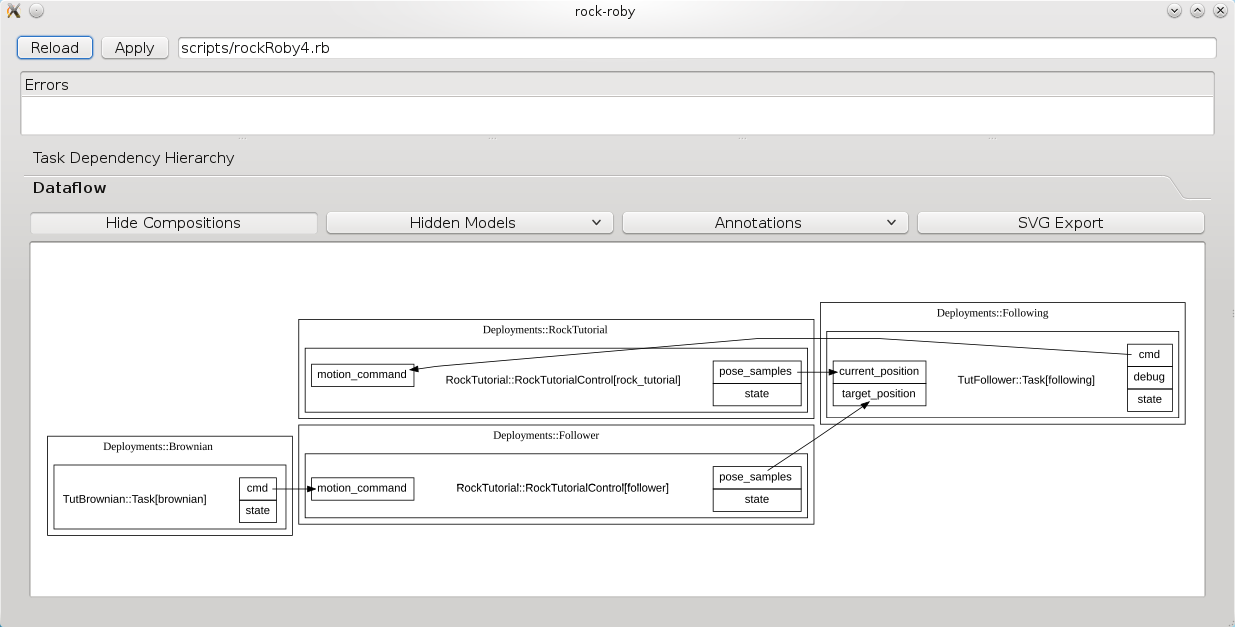 rock-roby
Reload
Apply
scripts/rockRoby4.rb
Errors
Task Dependency Hierarchy
Dataflow
Hide Compositions
Hidden Models
Annotations
SVG Export
Deployments::RockTutorial
motion_command
RockTutorial::RockTutorialControl[rock_tutorial]
pose_samples
state
Deployments::Following
current_position
target_position
TutFollower::Task[following]
cmd
debug
state
Deployments::Brownian
TutBrownian::Task[brownian]
cmd
state
Deployments::Follower
motion_command
RockTutorial::RockTutorialControl[follower]
pose_samples
state